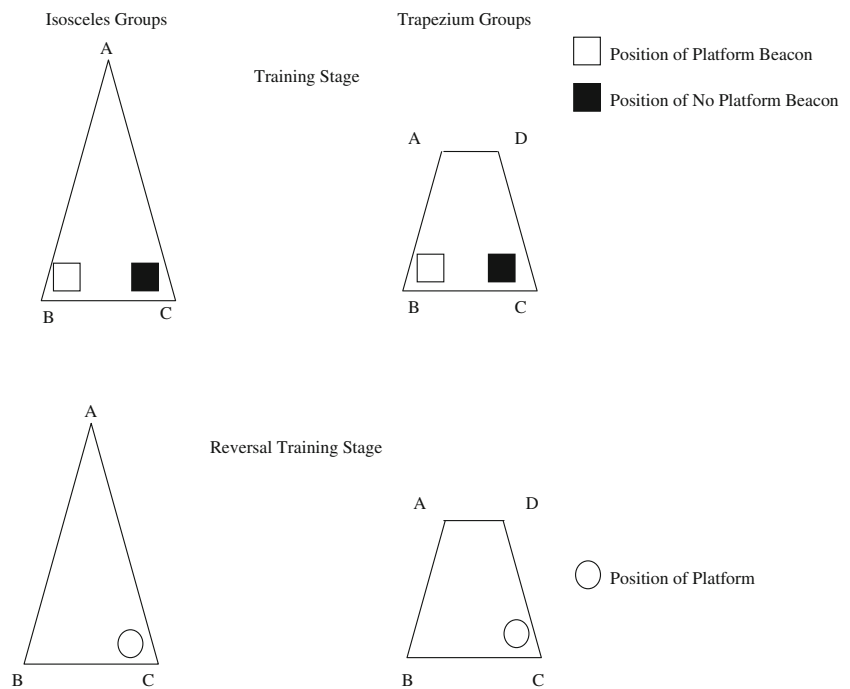 Isosceles Groups
Trapezium Groups
A
Position of Platform Beacon
Training Stage
Position of No Platform Beacon
A D
B C
B C
A
Reversal Training Stage
A D
Position of Platform
B C
B C